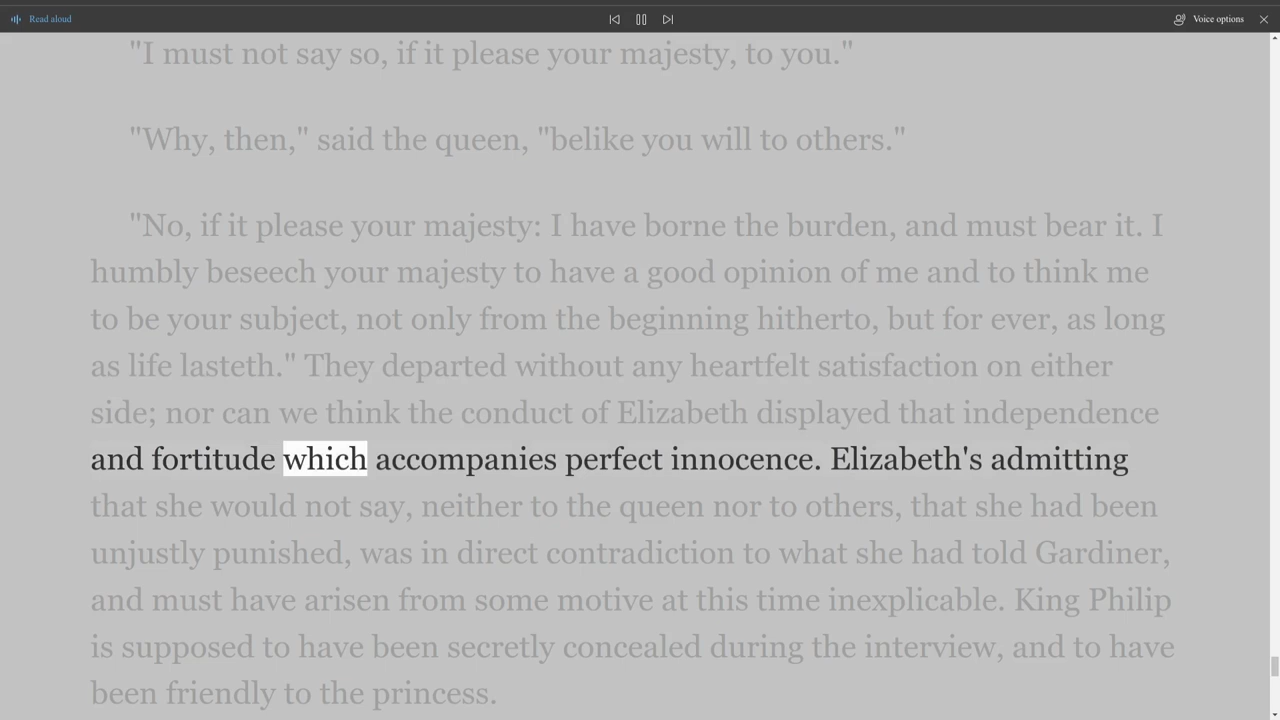 Read aloud
Voice options
"I must not say so, if it please your majesty, to you."
"Why, then," said the queen, "belike you will to others."
"No, if it please your majesty: I have borne the burden, and must bear it. I
humbly beseech your majesty to have a good opinion of me and to think me
to be your subject, not only from the beginning hitherto, but for ever, as long
as life lasteth." They departed without any heartfelt satisfaction on either
side; nor can we think the conduct of Elizabeth displayed that independence
and fortitude which accompanies perfect innocence. Elizabeth's admitting
that she would not say, neither to the queen nor to others, that she had been
unjustly punished, was in direct contradiction to what she had told Gardiner,
and must have arisen from some motive at this time inexplicable. King Philip
is supposed to have been secretly concealed during the interview, and to have
been friendly to the princess.